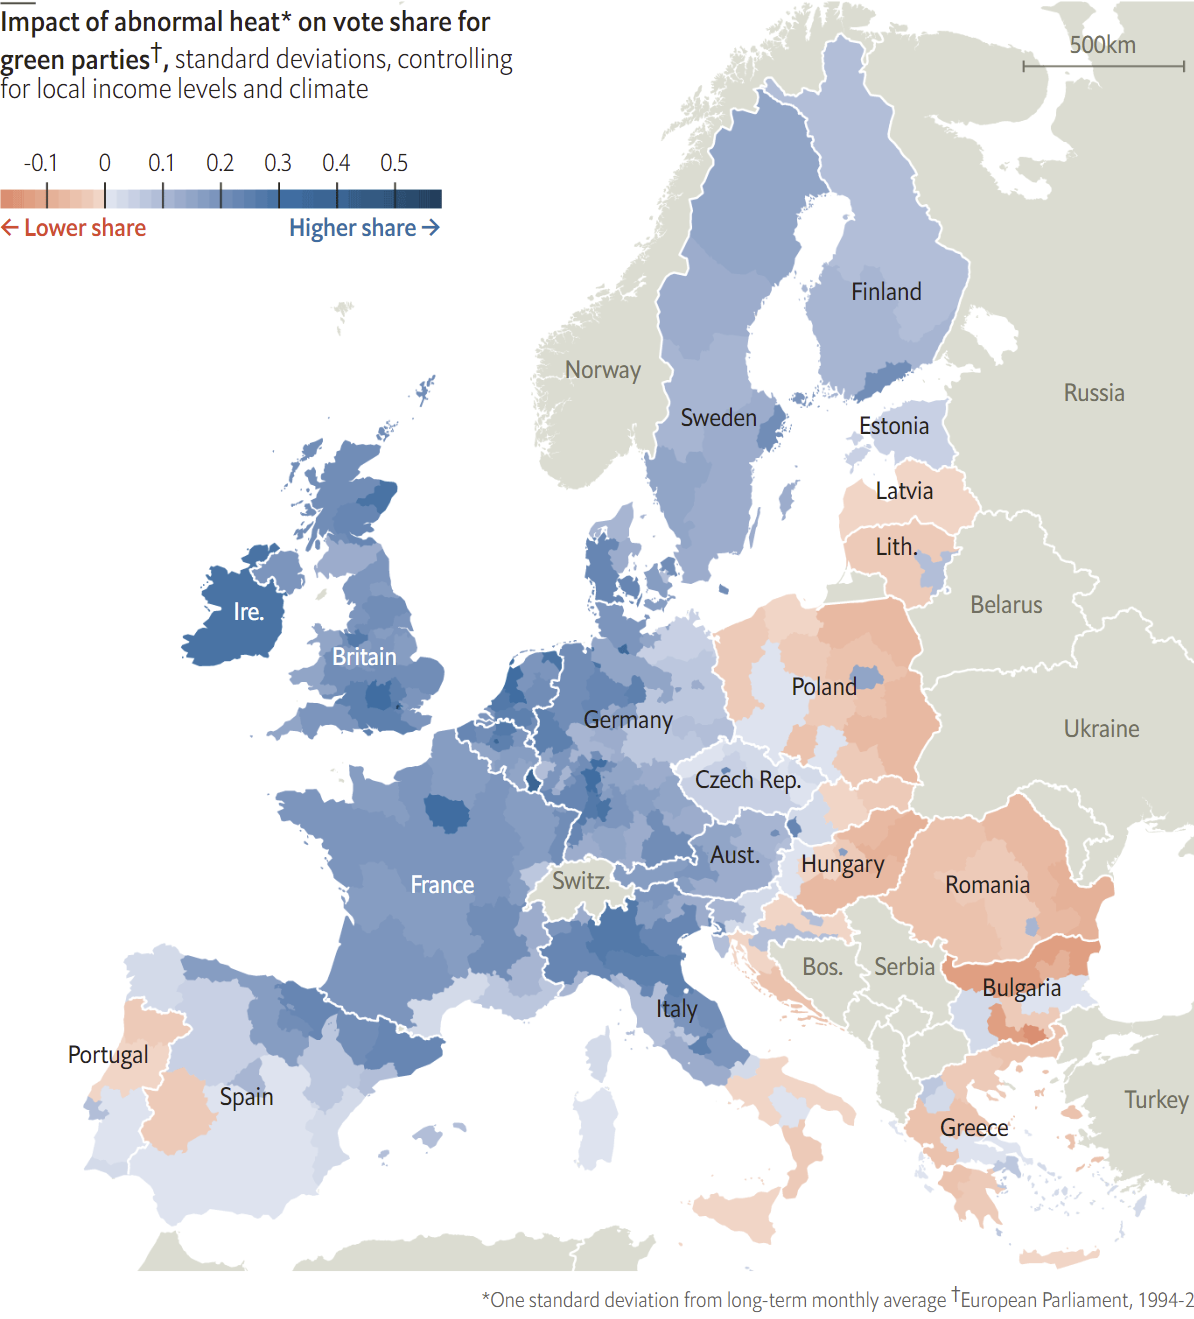 Impact of abnormal heat* on vote share for
green parties†, standard deviations, controlling
for local income levels and climate
-0.1 0 0.1 0.2 0.3 0.4 0.5
← Lower share Higher share →
500km
Finland
Norway
Russia
Sweden
Estonia
Latvia
Lith.
Belarus
Ire.
Britain
Poland
Germany
Ukraine
Czech Rep.
Aust.
Hungary
France
Switz.
Romania
Bos.
Serbia
Bulgaria
Italy
Portugal
Spain
Turkey
Greece
*One standard deviation from long-term monthly average †European Parliament, 1994-2